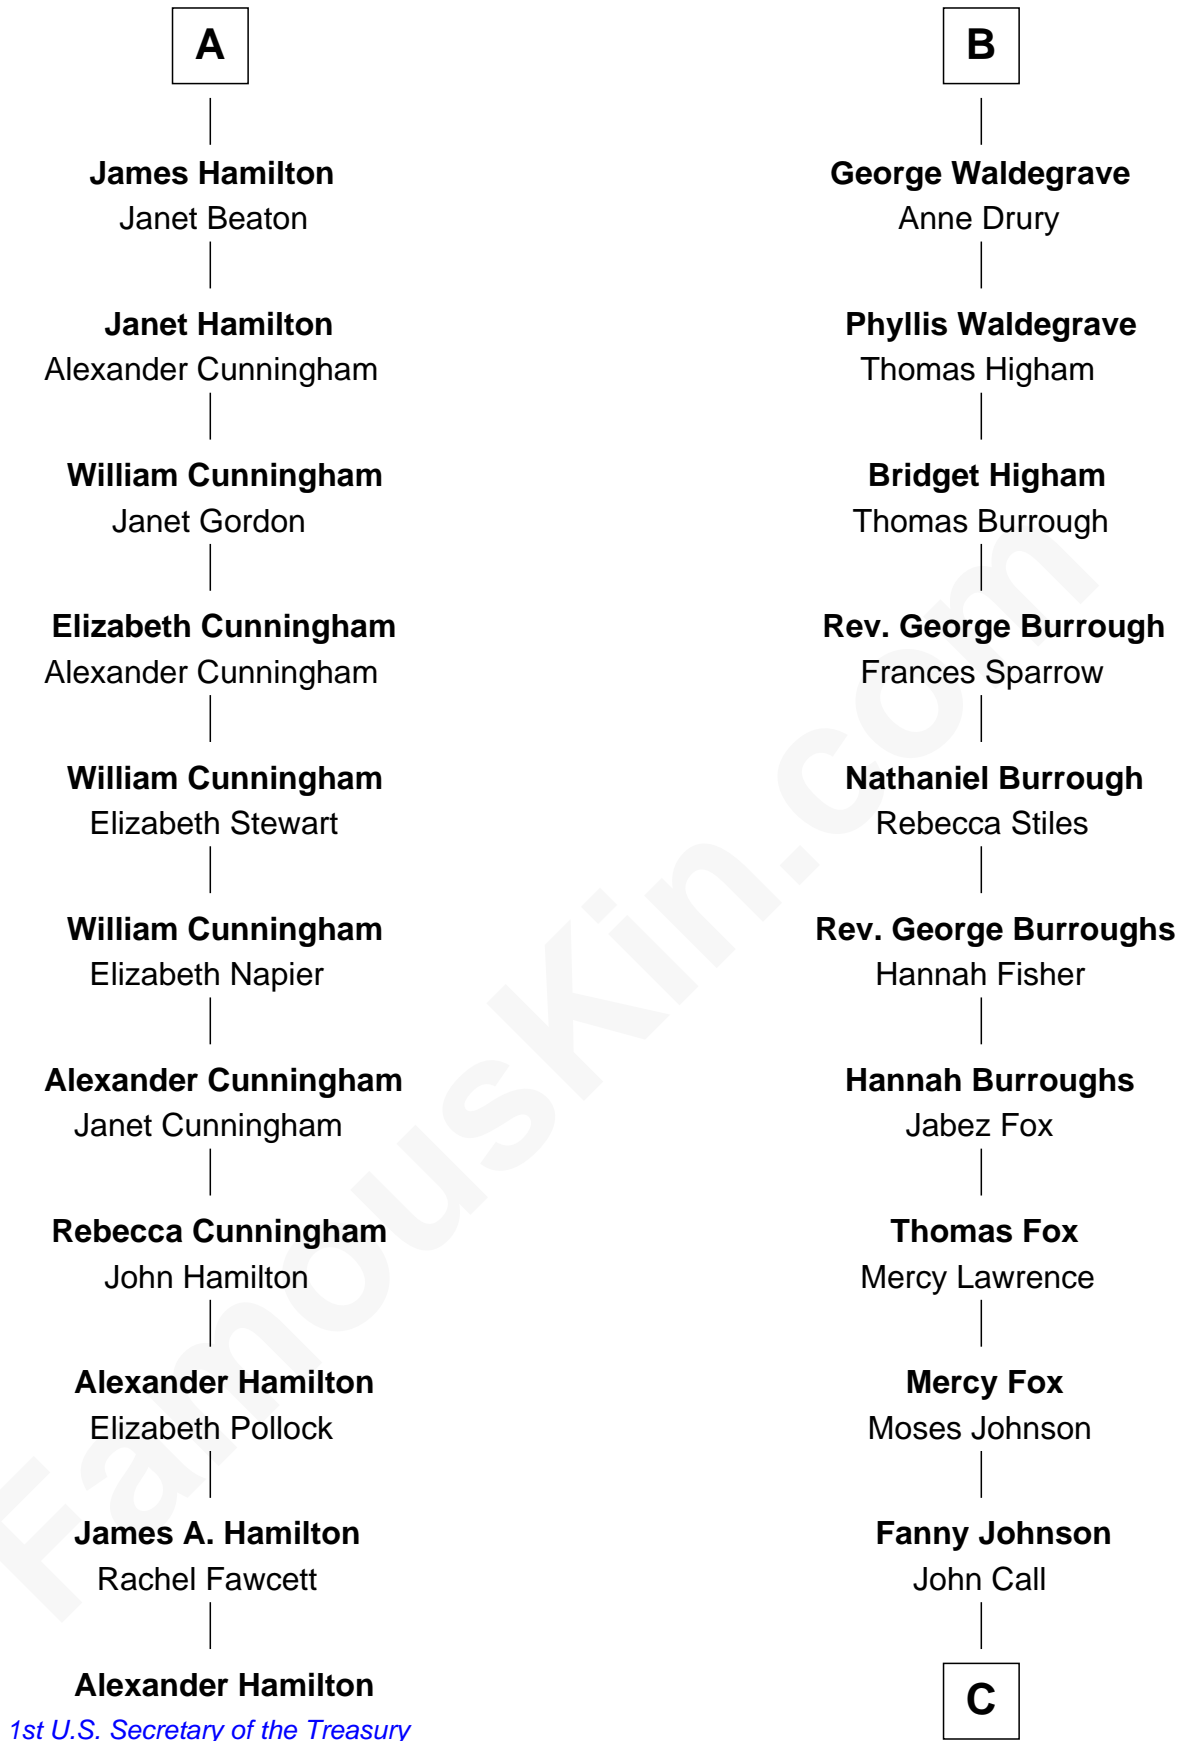 A
James Hamilton
Janet Beaton
Janet Hamilton
Alexander Cunningham
William Cunningham
Janet Gordon
Elizabeth Cunningham
Alexander Cunningham
William Cunningham
Elizabeth Stewart
William Cunningham
Elizabeth Napier
Alexander Cunningham
Janet Cunningham
Rebecca Cunningham
John Hamilton
Alexander Hamilton
Elizabeth Pollock
James A. Hamilton
Rachel Fawcett
Alexander Hamilton
1st U.S. Secretary of the Treasury
B
George Waldegrave
Anne Drury
Phyllis Waldegrave
Thomas Higham
Bridget Higham
Thomas Burrough
Rev. George Burrough
Frances Sparrow
Nathaniel Burrough
Rebecca Stiles
Rev. George Burroughs
Hannah Fisher
Hannah Burroughs
Jabez Fox
Thomas Fox
Mercy Lawrence
Mercy Fox
Moses Johnson
Fanny Johnson
John Call
C
FamousKin.com